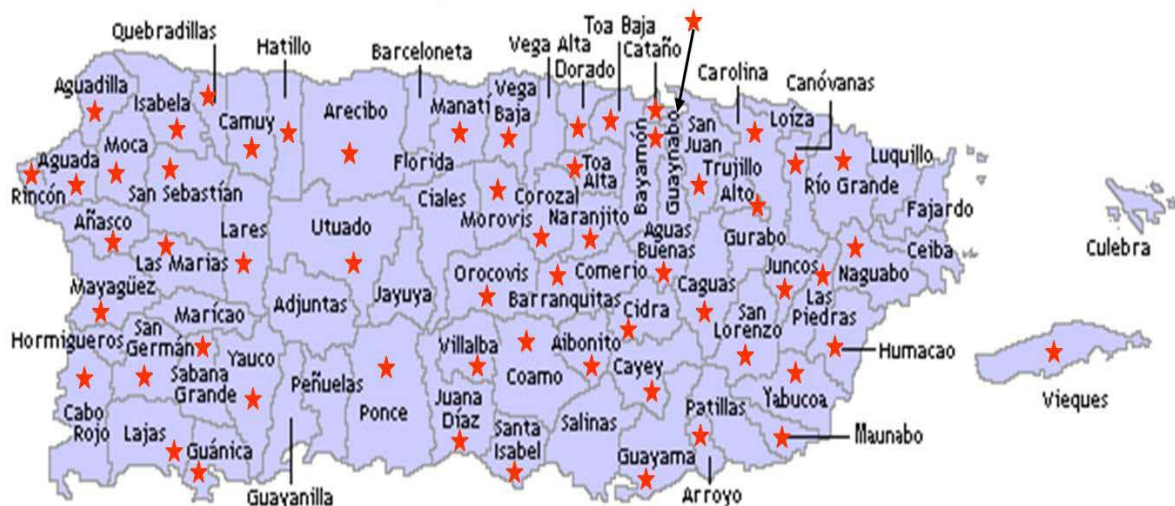 Quebradillas
Hatillo
Barceloneta
Vega Alta
Toa Baja
Dorado
Cataño
Carolina
Canóvanas
Aguadilla
Isabela
Camuy
Arecibo
Manatí
Vega
Baja
San
Juan
Loíza
Moca
Aguada
Rincón
San Sebastían
Florida
Ciales
Corozal
Toa
Alta
Bayamón
Guaynabo
Trujillo
Alto
Río Grande
Luquillo
Fajardo
Culebra
Añasco
Las Marias
Lares
Utuado
Morovis
Naranjito
Aguas
Buenas
Gurabo
Ceiba
Naguabo
Mayagüez
Maricao
Adjuntas
Jayuya
Orocovis
Barranquitas
Comerio
Cidra
Caguas
Juncos
Las
Piedras
San
Lorenzo
Hormigueros
San
Germán
Sabana
Grande
Yauco
Peñuelas
Ponce
Villalba
Coamo
Aibonito
Cayey
Humacao
Yabucoa
Vieques
Cabo
Rojo
Lajas
Guánica
Guayanilla
Juana
Díaz
Santa
Isabel
Salinas
Guayama
Patillas
Arroyo
Maunabo